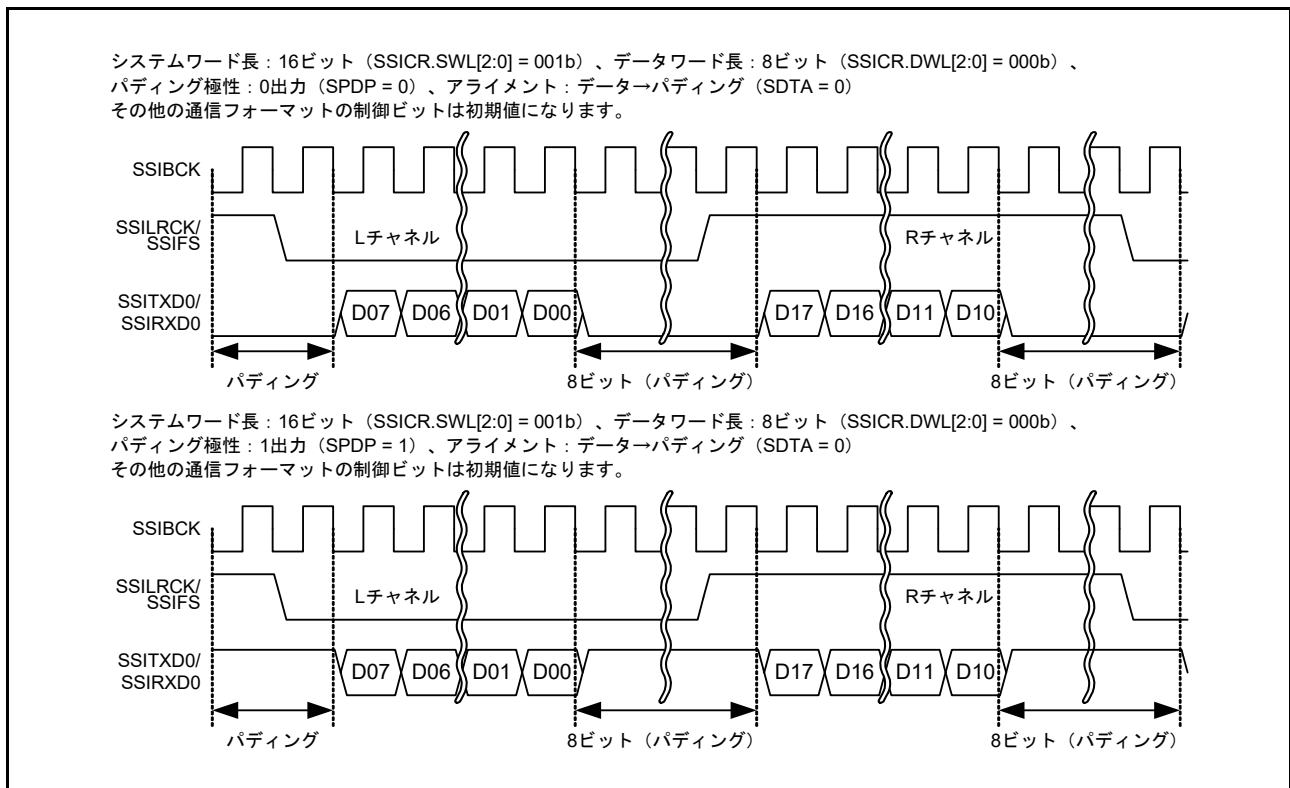 システムワード長：16ビット（SSICR.SWL[2:0] = 001b）、データワード長：8ビット（SSICR.DWL[2:0] = 000b）、
パディング極性：0出力（SPDP = 0）、アライメント：データ→パディング（SDTA = 0）
その他の通信フォーマットの制御ビットは初期値になります。
SSIBCK
SSILRCK/
SSIFS
Lチャネル
Rチャネル
SSITXD0/
SSIRXD0
D07 D06 D01 D00 D17 D16 D11 D10
パディング
8ビット（パディング）
8ビット（パディング）
システムワード長：16ビット（SSICR.SWL[2:0] = 001b）、データワード長：8ビット（SSICR.DWL[2:0] = 000b）、
パディング極性：1出力（SPDP = 1）、アライメント：データ→パディング（SDTA = 0）
その他の通信フォーマットの制御ビットは初期値になります。
SSIBCK
SSILRCK/
SSIFS
Lチャネル
Rチャネル
SSITXD0/
SSIRXD0
D07 D06 D01 D00 D17 D16 D11 D10
パディング
8ビット（パディング）
8ビット（パディング）